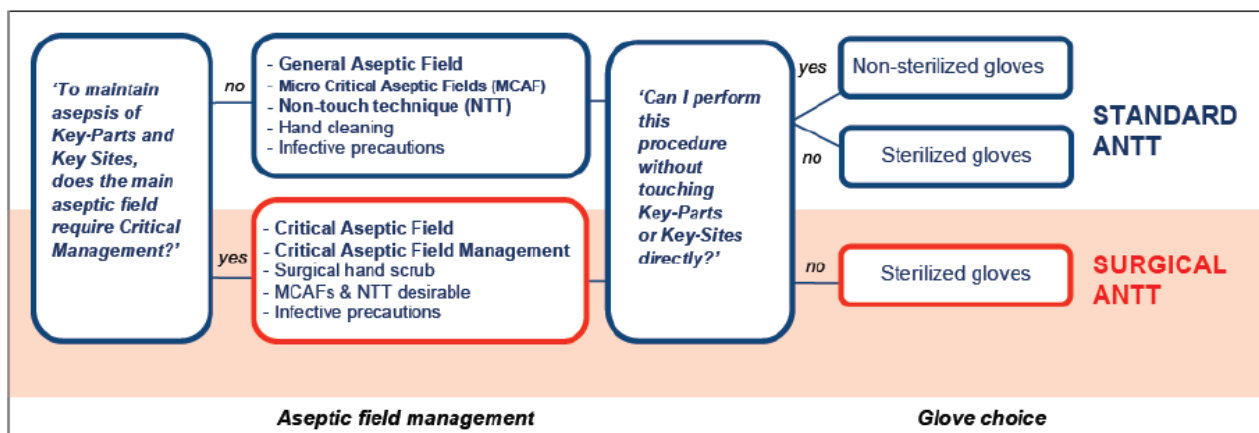 'To maintain
asepsis of
Key-Parts and
Key Sites,
does the main
aseptic field
require Critical
Management?'
no
yes
- General Aseptic Field
- Micro Critical Aseptic Fields (MCAF)
- Non-touch technique (NTT)
- Hand cleaning
- Infective precautions
- Critical Aseptic Field
- Critical Aseptic Field Management
- Surgical hand scrub
- MCAFs & NTT desirable
- Infective precautions
'Can I perform
this
procedure
without
touching
Key-Parts
or Key-Sites
directly?'
yes
Non-sterilized gloves
no
Sterilized gloves
STANDARD
ANTT
no
Sterilized gloves
SURGICAL
ANTT
Aseptic field management
Glove choice